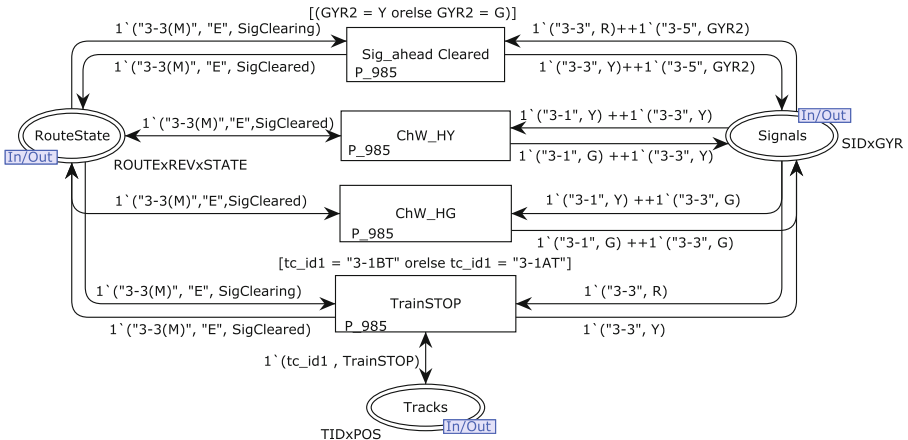 [(GYR2 = Y orelse GYR2 = G)]
1`("3-3(M)", "E", SigClearing)
1`("3-3", R)++1`("3-5", GYR2)
Sig_ahead Cleared
1`("3-3(M)", "E", SigCleared)
1`("3-3", Y)++1`("3-5", GYR2)
P_985
1`("3-1", Y) ++1`("3-3", Y)
1`("3-3(M)","E",SigCleared)
In/Out
RouteState
ChW_HY
Signals
SIDxGYR
P_985
1`("3-1", G) ++1`("3-3", Y)
In/Out
ROUTExREVxSTATE
1`("3-3(M)","E",SigCleared)
1`("3-1", Y) ++1`("3-3", G)
ChW_HG
P_985
1`("3-1", G) ++1`("3-3", G)
[tc_id1 = "3-1BT" orelse tc_id1 = "3-1AT"]
1`("3-3(M)", "E", SigClearing)
1`("3-3", R)
TrainSTOP
P_985
1`("3-3(M)", "E", SigCleared)
1`("3-3", Y)
1`(tc_id1 , TrainSTOP)
Tracks
In/Out
TIDxPOS